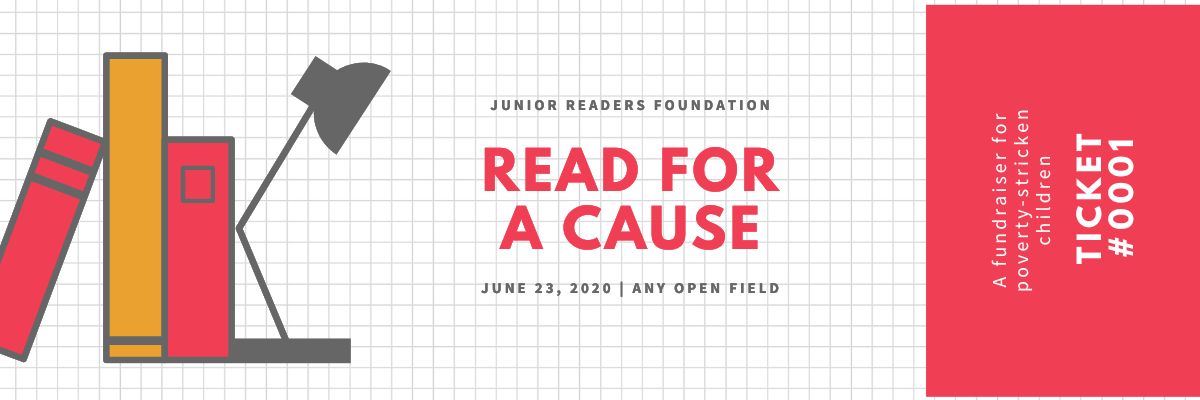 JUNIOR READERS FOUNDATION
READ FOR
A CAUSE
JUNE 23, 2020 | ANY OPEN FIELD
A fundraiser for
poverty-stricken
children
TICKET
#0001